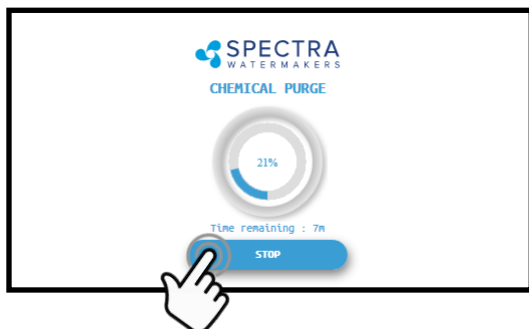 SPECTRA
WATERMAKERS
CHEMICAL PURGE
21%
Time remaining : 7m
STOP